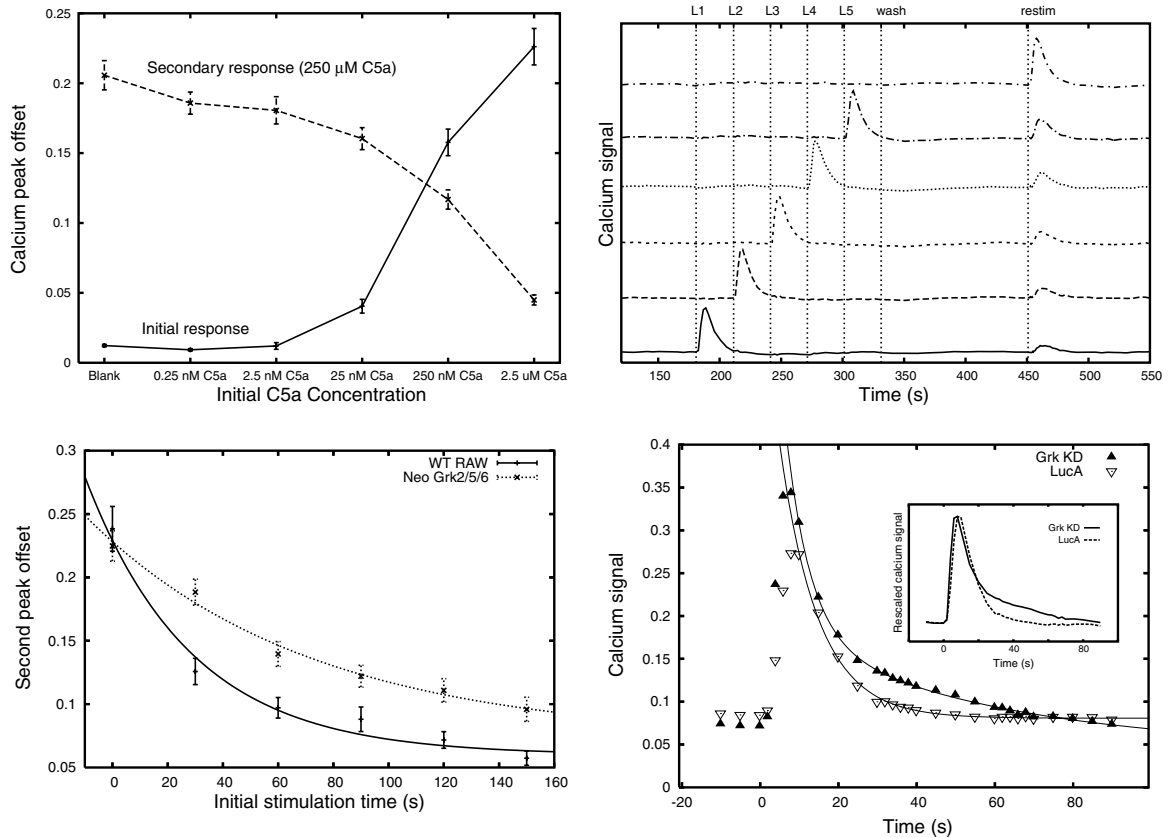 0.25
0.2
0.15
0.1
0.05
0
Calcium peak offset
Secondary response (250 µM C5a)
Initial response
Blank 0.25 nM C5a 2.5 nM C5a 25 nM C5a 250 nM C5a 2.5 uM C5a
Initial C5a Concentration
L1 L2 L3 L4 L5 wash restim
Calcium signal
150 200 250 300 350 400 450 500 550
Time (s)
0.3
0.25
0.2
0.15
0.1
0.05
Second peak offset
WT RAW
Neo Grk2/5/6
0 20 40 60 80 100 120 140 160
Initial stimulation time (s)
0.4
0.35
0.3
0.25
0.2
0.15
0.1
0.05
0
Calcium signal
Grk KD
LucA
Rescaled calcium signal
Grk KD
LucA
0 40 80
Time (s)
-20 0 20 40 60 80
Time (s)